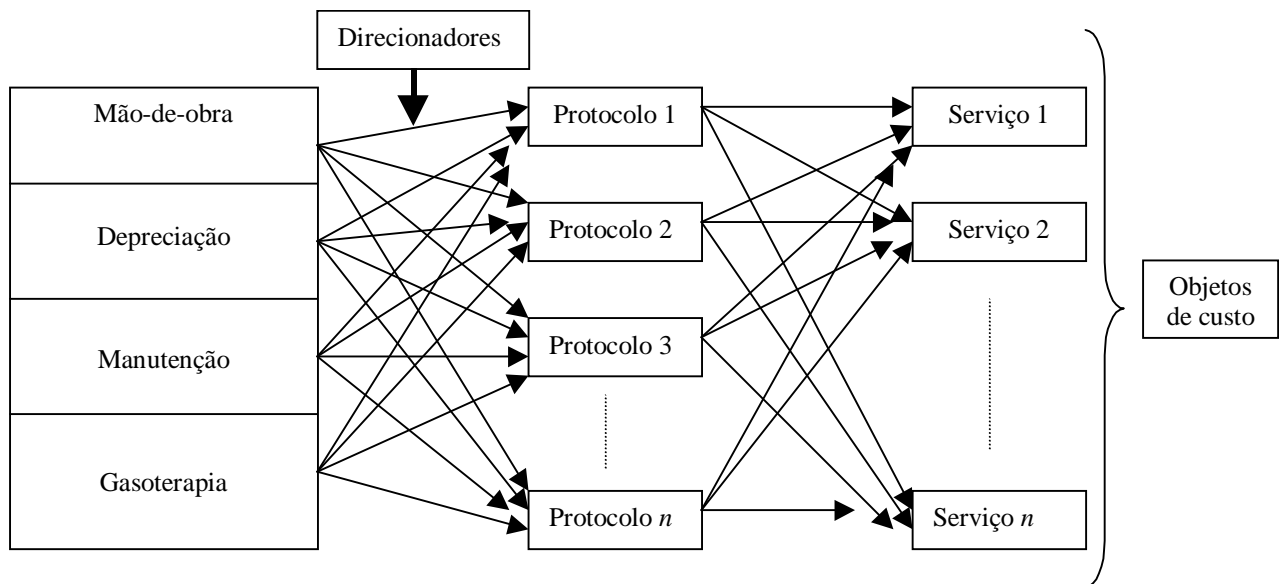 Direcionadores
Mão-de-obra
Depreciação
Manutenção
Gasoterapia
Protocolo 1
Protocolo 2
Protocolo 3
Protocolo n
Serviço 1
Serviço 2
Serviço n
Objetos
de custo